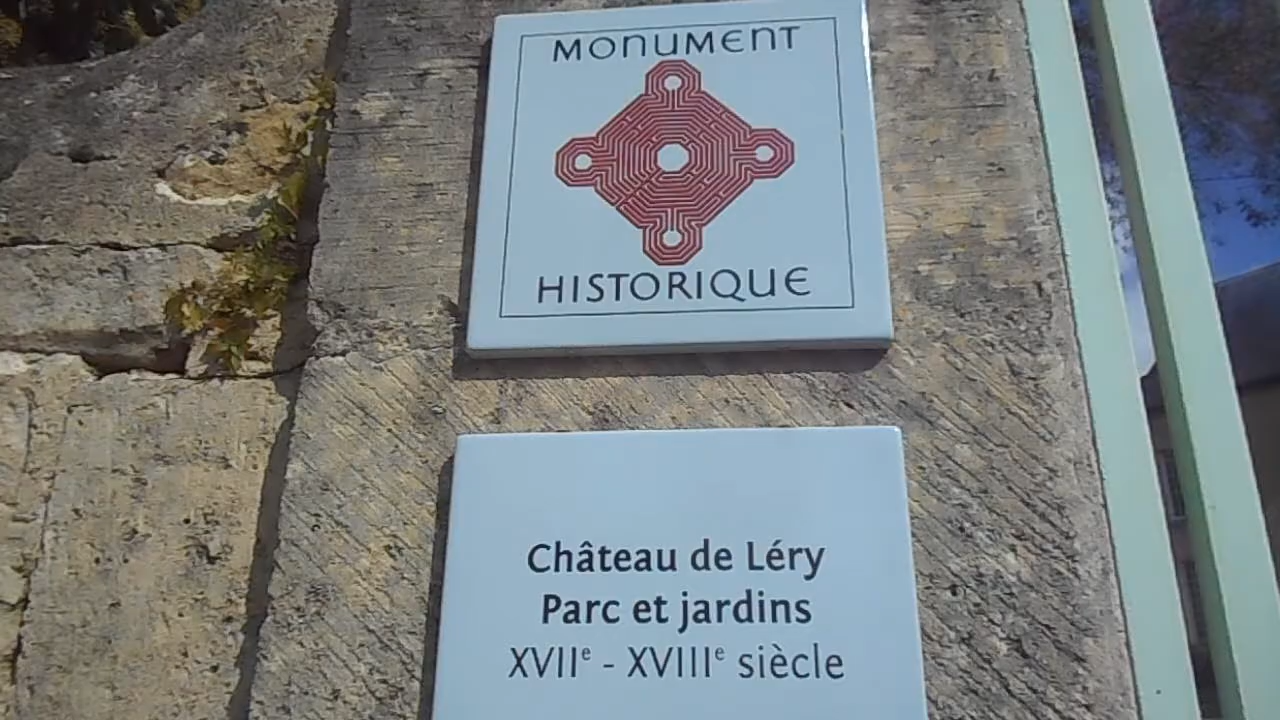 MONUMENT
HISTORIQUE
Château de Léry
Parc et jardins
XVIIᵉ - XVIIIᵉ siècle